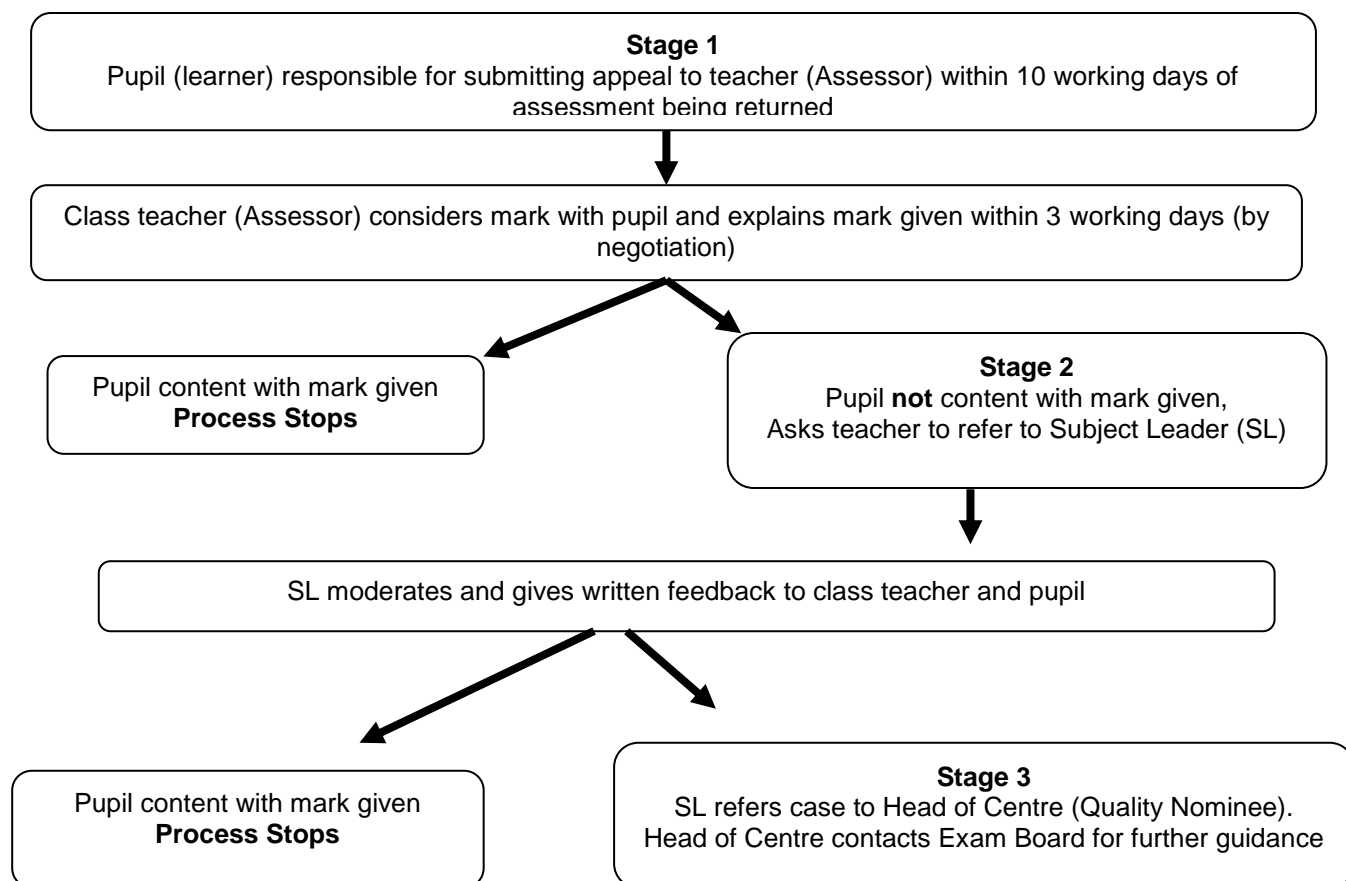 Stage 1
Pupil (learner) responsible for submitting appeal to teacher (Assessor) within 10 working days of
assessment being returned
Class teacher (Assessor) considers mark with pupil and explains mark given within 3 working days (by
negotiation)
Pupil content with mark given
Process Stops
Stage 2
Pupil not content with mark given,
Asks teacher to refer to Subject Leader (SL)
SL moderates and gives written feedback to class teacher and pupil
Pupil content with mark given
Process Stops
Stage 3
SL refers case to Head of Centre (Quality Nominee).
Head of Centre contacts Exam Board for further guidance